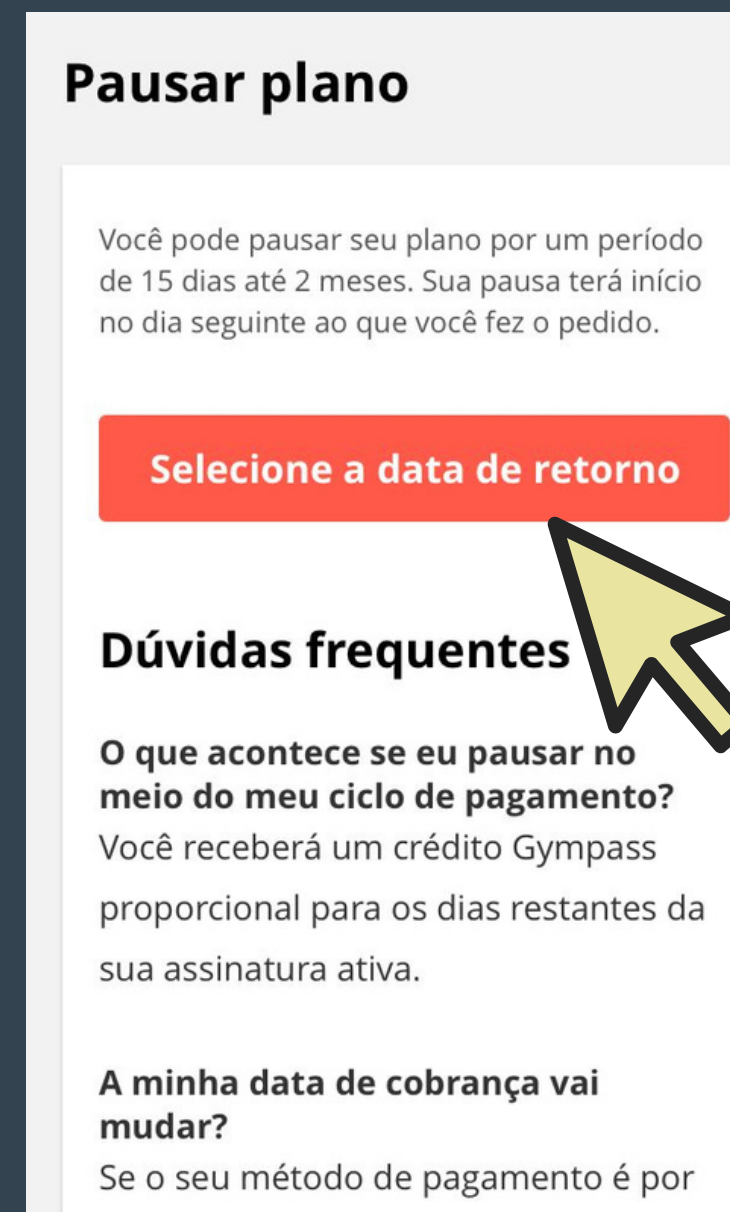 Pausar plano
Você pode pausar seu plano por um período
de 15 dias até 2 meses. Sua pausa terá início
no dia seguinte ao que você fez o pedido.
Selecione a data de retorno
Dúvidas frequentes
O que acontece se eu pausar no
meio do meu ciclo de pagamento?
Você receberá um crédito Gympass
proporcional para os dias restantes da
sua assinatura ativa.
A minha data de cobrança vai
mudar?
Se o seu método de pagamento é por